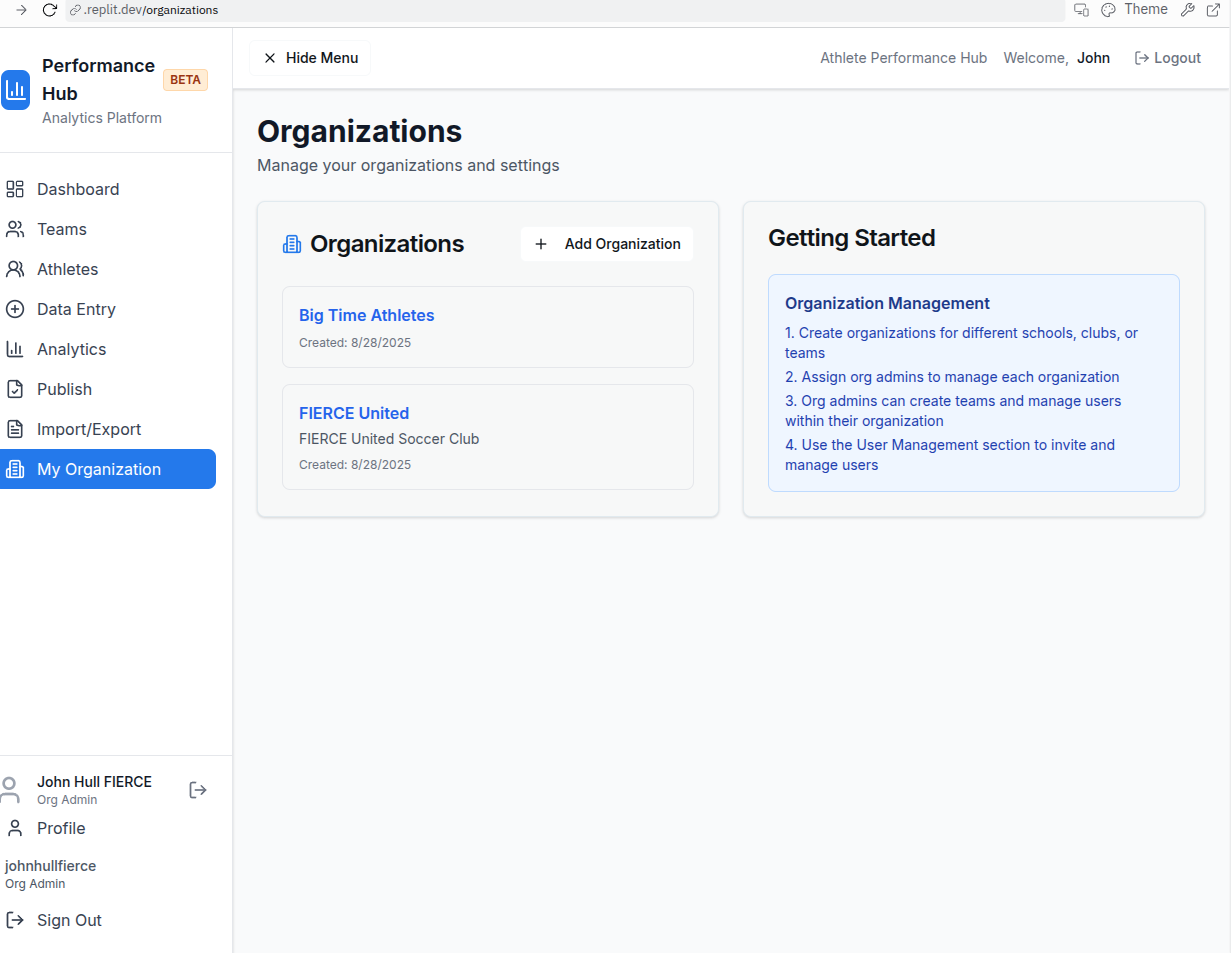 .replit.dev/organizations
Theme
Performance
Hub
BETA
Analytics Platform
Dashboard
Teams
Athletes
Data Entry
Analytics
Publish
Import/Export
My Organization
John Hull FIERCE
Org Admin
Profile
johnhullfierce
Org Admin
Sign Out
Hide Menu
Athlete Performance Hub Welcome, John Logout
Organizations
Manage your organizations and settings
Organizations
Add Organization
Big Time Athletes
Created: 8/28/2025
FIERCE United
FIERCE United Soccer Club
Created: 8/28/2025
Getting Started
Organization Management
1. Create organizations for different schools, clubs, or
teams
2. Assign org admins to manage each organization
3. Org admins can create teams and manage users
within their organization
4. Use the User Management section to invite and
manage users